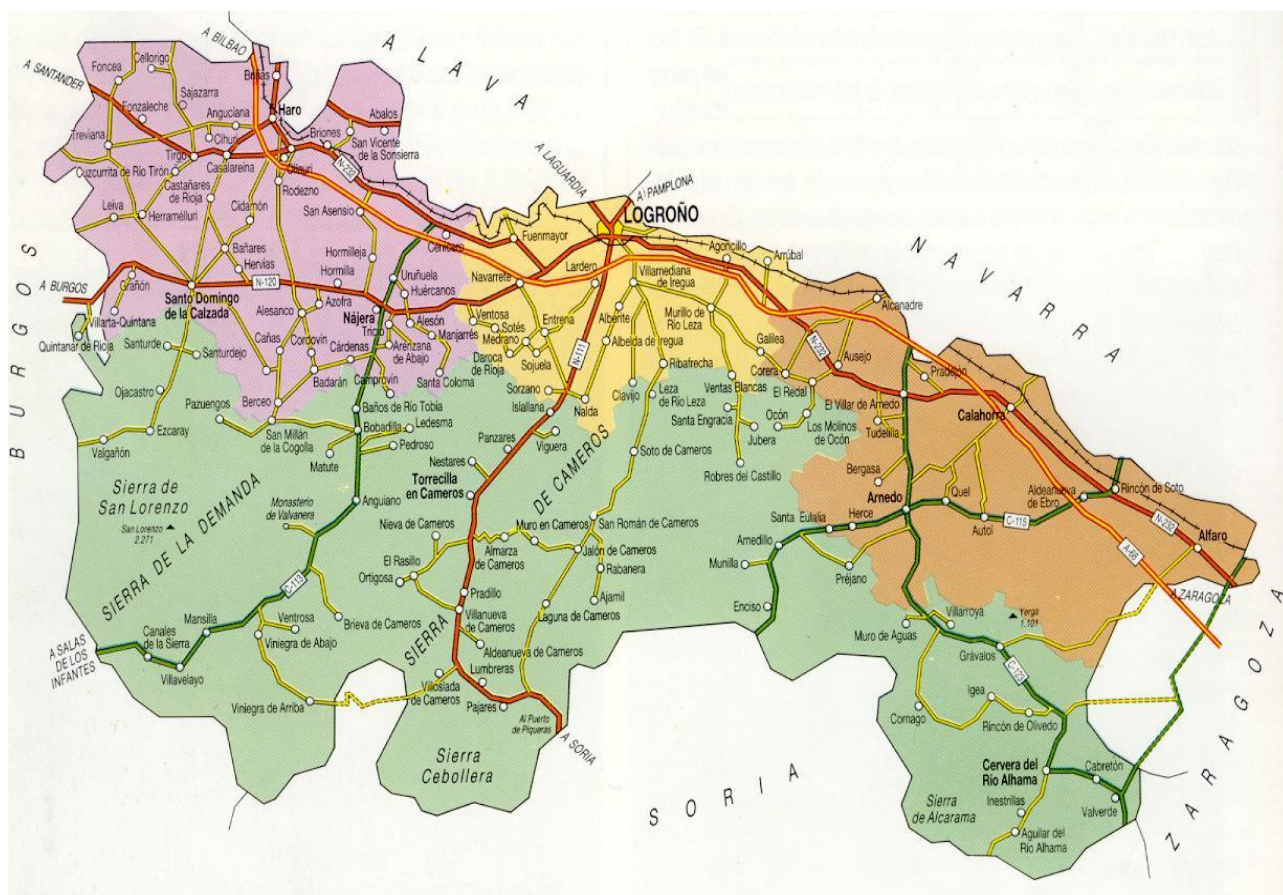 A BILBAO
A L A V A
Foncea
Cellorigo
A SANTANDER
Briñas
Sajazarra
Fonzaleche
Haro
Abalos
Anguciana
Treviana
Cihuri
Briones
San Vicente
de la Sonsierra
Tirgo
Casalareina
Ollauri
A LAGUARDIA
Cuzcurrita de Río Tirón
N-232
A PAMPLONA
Castañares
de Rioja
Rodezno
Leiva
Herramélluri
Cidamón
San Asensio
LOGROÑO
Cenicero
Fuenmayor
Agoncillo
Bañares
Hormilleja
Arrúbal
N A V A R R A
B U R G O S
Hervias
Hormilla
Uruñuela
Navarrete
Lardero
Villamediana
de Iregua
A BURGOS
Grañón
N-120
Huércanos
Santo Domingo
de la Calzada
Azofra
Alcanadre
Villarta-Quintana
Alesanco
Nájera
Alesón
Ventosa
Entrena
Alberite
Murillo de
Río Leza
Tricio
Sotés
Quintanar de Rioja
Santurde
Manjarrés
Medrano
N-111
Albelda de Iregua
Galilea
N-232
Santurdejo
Cañas
Cordovin
Cárdenas
Arenzana
de Abajo
Daroca
de Rioja
Sojuela
Ribafrecha
Corera
Ausejo
Pradejón
Badarán
Camprovín
Santa Coloma
Sorzano
Clavijo
Leza
de Río Leza
Ventas Blancas
El Redal
Ojacastro
Pazuengos
Berceo
Baños de Río Tobía
Islallana
Nalda
Santa Engracia
Ocón
El Villar de Arnedo
Calahorra
Ezcaray
San Millán
de la Cogolla
Bobadilla
Ledesma
Viguera
Jubera
Los Molinos
de Ocón
Tudelilla
Valgañón
Pedroso
Panzares
Matute
Nestares
Soto de Cameros
Robres del Castillo
Bergasa
Sierra de
San Lorenzo
Torrecilla
en Cameros
DE CAMEROS
Arnedo
Quel
Aldeanueva
de Ebro
Rincón de Soto
Monasterio
de Valvanera
Anguiano
San Lorenzo
2.271
Nieva de Cameros
Muro en Cameros
San Román de Cameros
Santa Eulalia
Herce
Autol
C-115
N-232
SIERRA DE LA DEMANDA
Almarza
de Cameros
Jalón de Cameros
Arnedillo
Alfaro
El Rasillo
Rabanera
Munilla
Préjano
A-68
C-113
Ortigosa
Pradillo
Ajamil
A ZARAGOZA
Enciso
Villarroya
Yerga
1.101
Mansilla
Ventrosa
Brieva de Cameros
Villanueva
de Cameros
Laguna de Cameros
Muro de Aguas
Canales
de la Sierra
Viniegra de Abajo
SIERRA
Aldeanueva de Cameros
Grávalos
A SALAS
DE LOS
INFANTES
Villavelayo
Lumbreras
C-123
Viniegra de Arriba
Villoslada
de Cameros
Pajares
Igea
Al Puerto
de Piqueras
Cornago
Rincón de Olivedo
A SORIA
Sierra
Cebollera
S O R I A
Cervera del
Río Alhama
Cabretón
Z A R A G O Z A
Sierra
de Alcarama
Inestrillas
Valverde
Aguilar del
Río Alhama